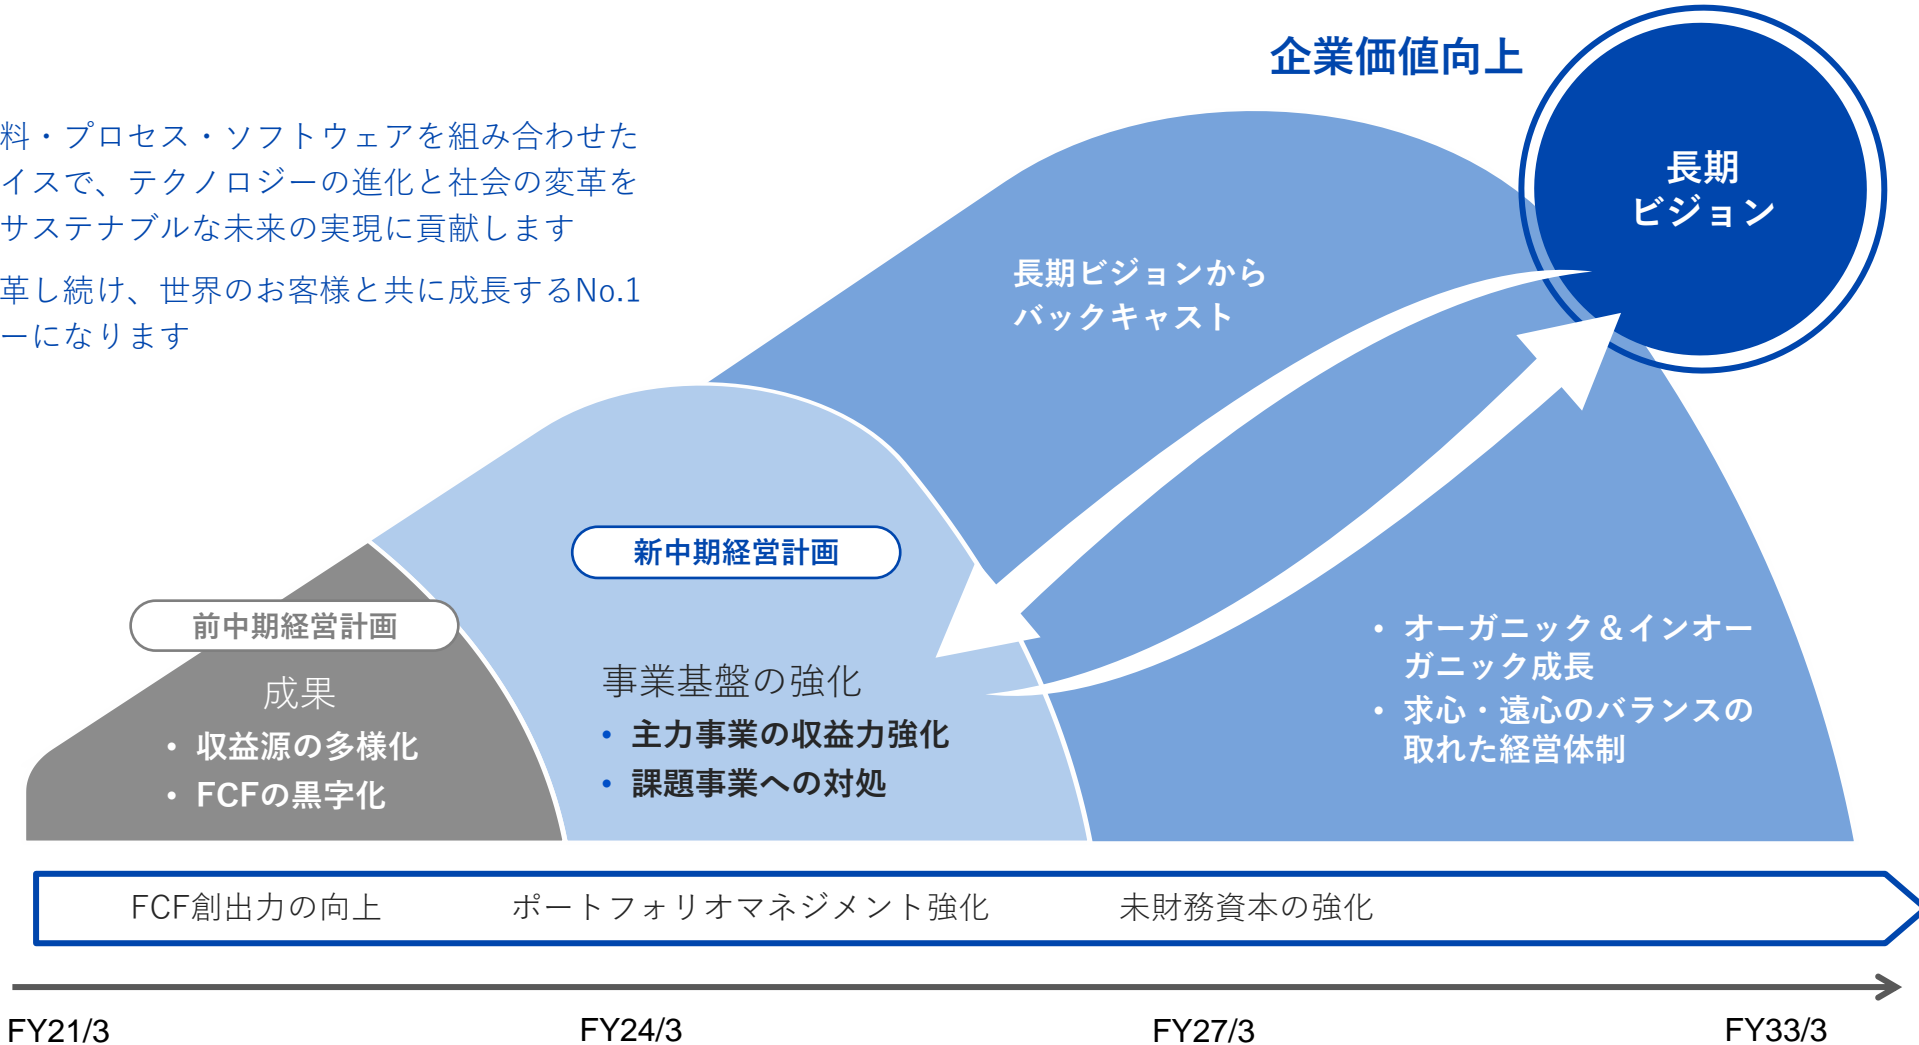 企業価値向上
料・プロセス・ソフトウェアを組み合わせた
イスで、テクノロジーの進化と社会の変革を
サステナブルな未来の実現に貢献します
革し続け、世界のお客様と共に成長するNo.1
ーになります
長期
ビジョン
長期ビジョンから
バックキャスト
新中期経営計画
前中期経営計画
成果
• 収益源の多様化
• FCFの黒字化
事業基盤の強化
• 主力事業の収益力強化
• 課題事業への対処
• オーガニック＆インオー
ガニック成長
• 求心・遠心のバランスの
取れた経営体制
FCF創出力の向上 ポートフォリオマネジメント強化 未財務資本の強化
FY21/3 FY24/3 FY27/3 FY33/3